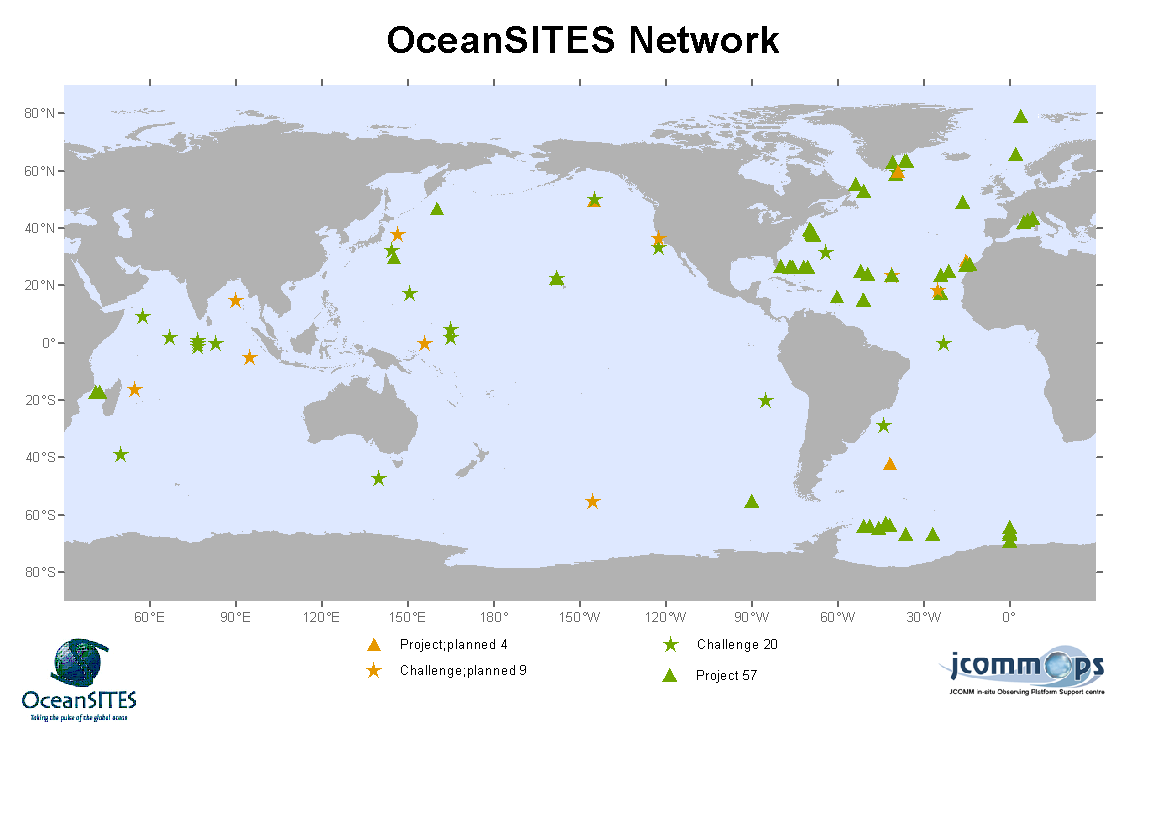 OceanSITES Network
80°N
60°N
40°N
20°N
0°
20°S
40°S
60°S
80°S
60°E
90°E
120°E
150°E
180°
150°W
120°W
90°W
60°W
30°W
0°
Project;planned 4
Challenge 20
Challenge;planned 9
Project 57
OceanSITES
Taking the pulse of the global ocean
jcommOps
JCOMM in-situ Observing Platform Support centre